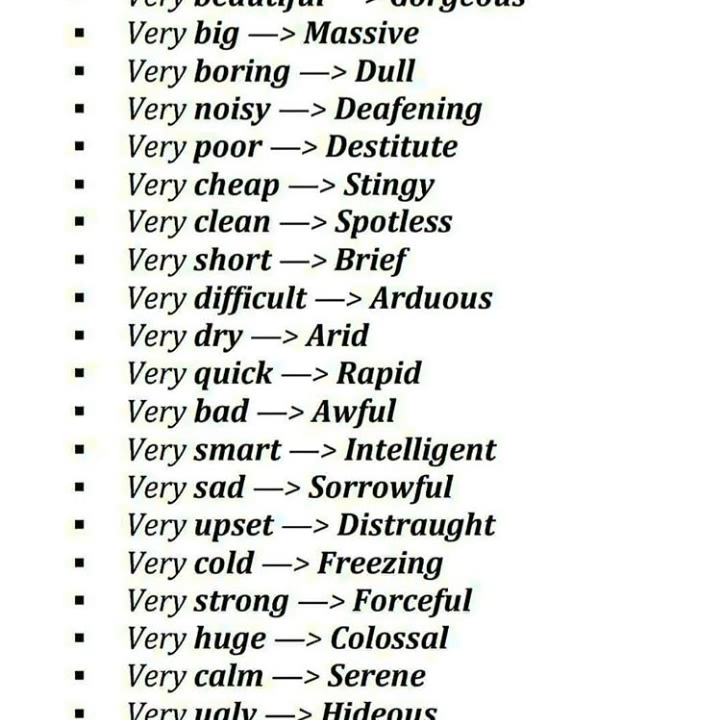 ▪ Very beautiful —> Gorgeous
▪ Very big —> Massive
▪ Very boring —> Dull
▪ Very noisy —> Deafening
▪ Very poor —> Destitute
▪ Very cheap —> Stingy
▪ Very clean —> Spotless
▪ Very short —> Brief
▪ Very difficult —> Arduous
▪ Very dry —> Arid
▪ Very quick —> Rapid
▪ Very bad —> Awful
▪ Very smart —> Intelligent
▪ Very sad —> Sorrowful
▪ Very upset —> Distraught
▪ Very cold —> Freezing
▪ Very strong —> Forceful
▪ Very huge —> Colossal
▪ Very calm —> Serene
▪ Very ugly —> Hideous